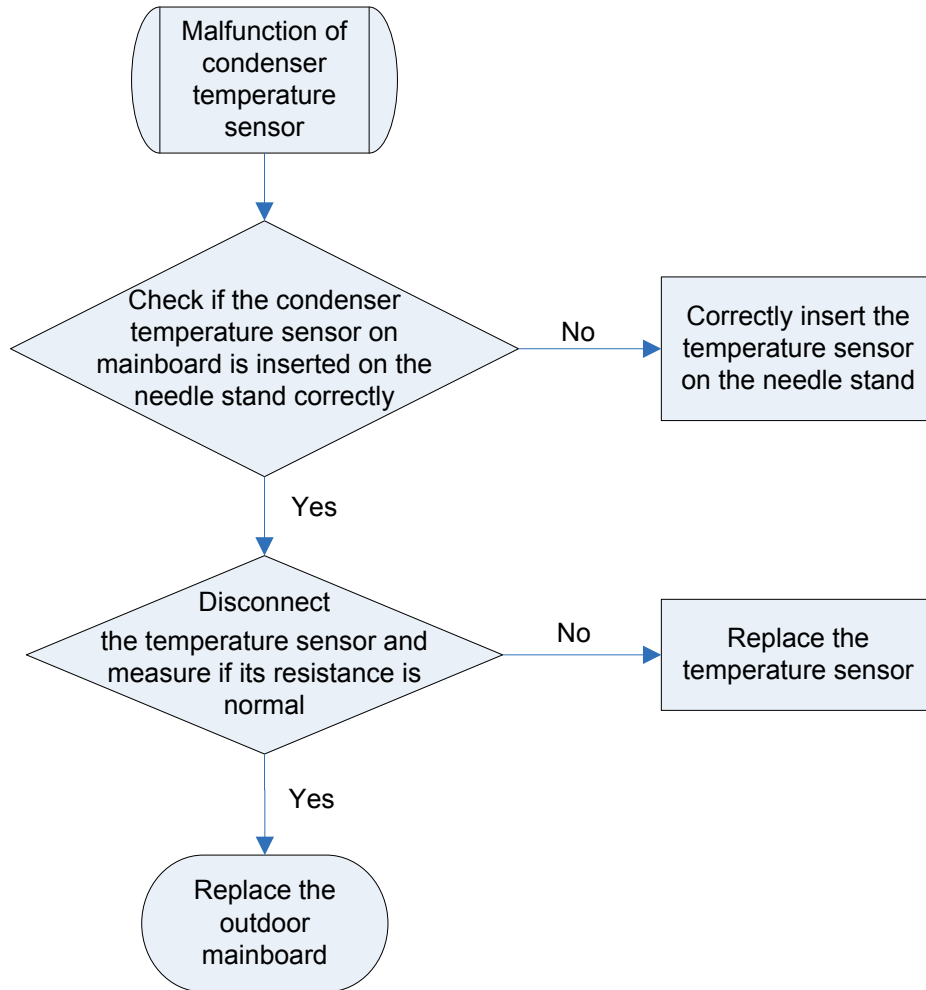 Malfunction of
condenser
temperature
sensor
Check if the condenser
temperature sensor on
mainboard is inserted on the
needle stand correctly
No
Correctly insert the
temperature sensor
on the needle stand
Yes
Disconnect
the temperature sensor and
measure if its resistance is
normal
No
Replace the
temperature sensor
Yes
Replace the
outdoor
mainboard